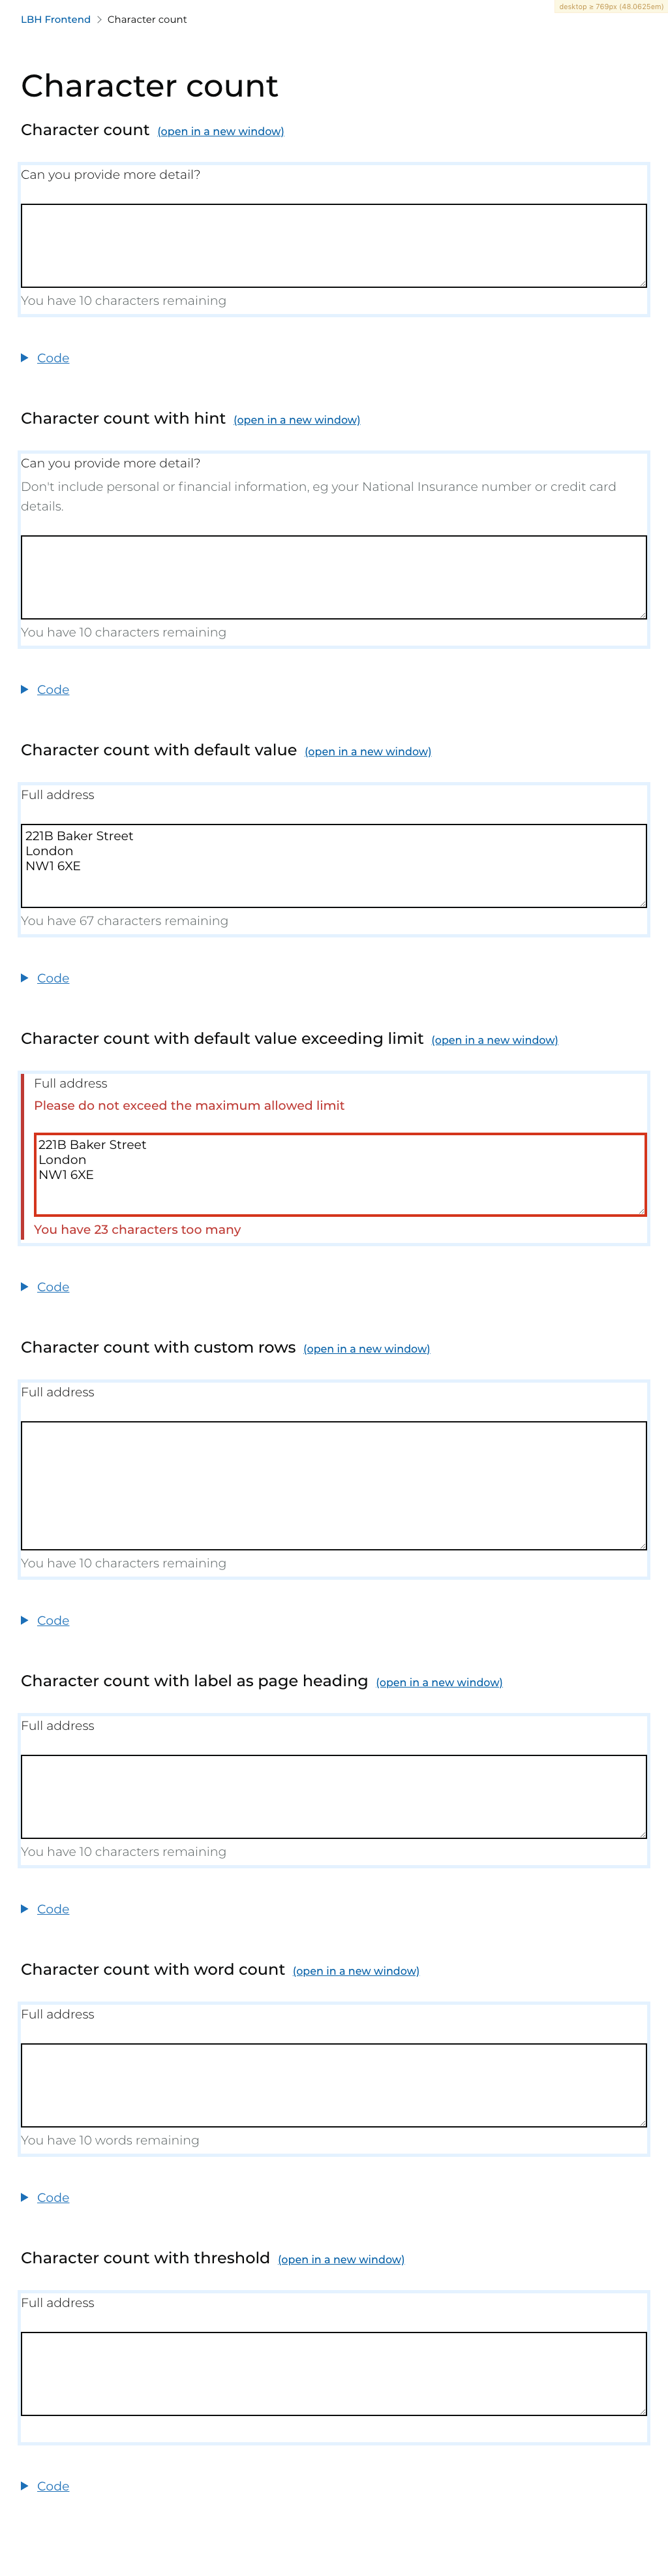 desktop ≥ 769px (48.0625em)
LBH Frontend > Character count
Character count
Character count (open in a new window)
Can you provide more detail?
You have 10 characters remaining
Code
Character count with hint (open in a new window)
Can you provide more detail?
Don't include personal or financial information, eg your National Insurance number or credit card
details.
You have 10 characters remaining
Code
Character count with default value (open in a new window)
Full address
221B Baker Street
London
NW1 6XE
You have 67 characters remaining
Code
Character count with default value exceeding limit (open in a new window)
Full address
Please do not exceed the maximum allowed limit
221B Baker Street
London
NW1 6XE
You have 23 characters too many
Code
Character count with custom rows (open in a new window)
Full address
You have 10 characters remaining
Code
Character count with label as page heading (open in a new window)
Full address
You have 10 characters remaining
Code
Character count with word count (open in a new window)
Full address
You have 10 words remaining
Code
Character count with threshold (open in a new window)
Full address
Code